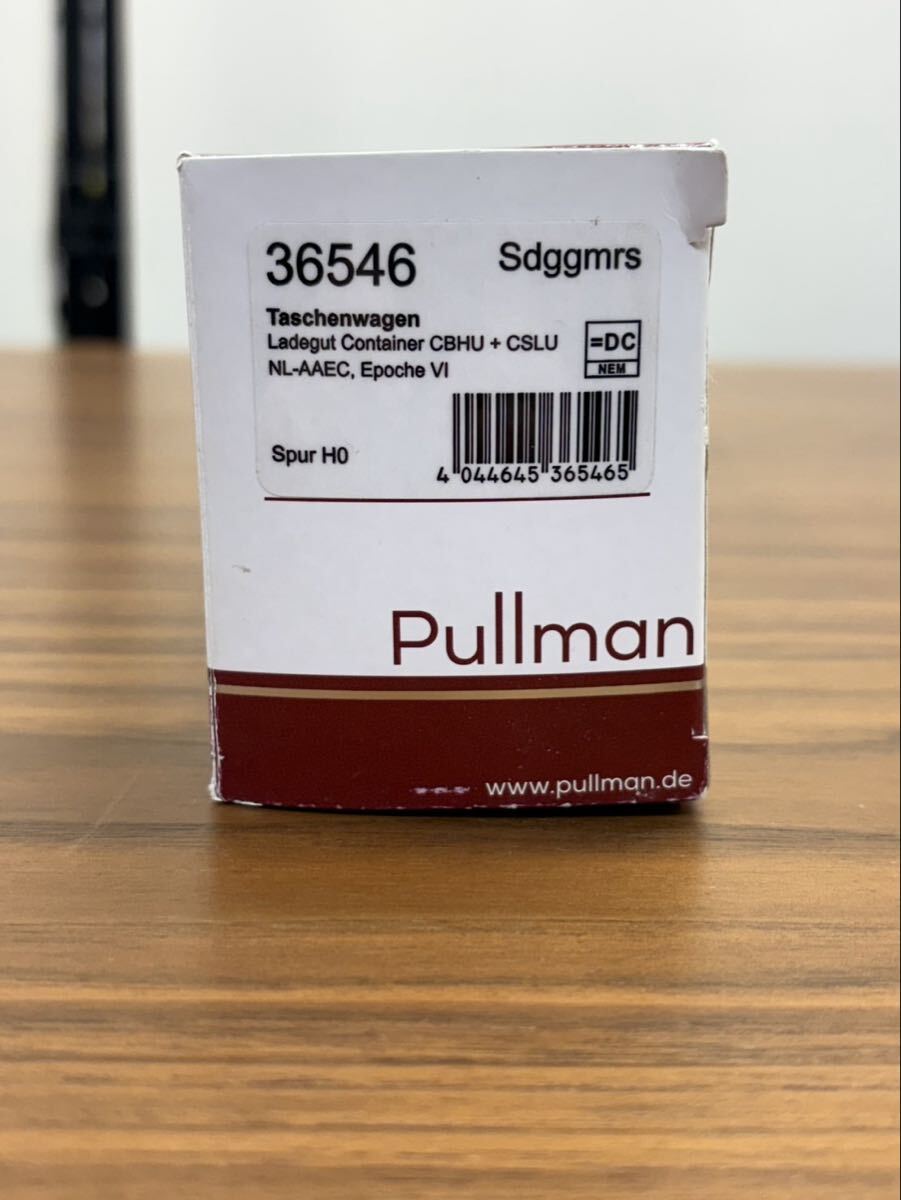 36546 Sdggmrs
Taschenwagen
Ladegut Container CBHU + CSLU
NL-AAEC, Epoche VI
=DC
NEM
Spur H0
4 044645 365465
Pullman
www.pullman.de